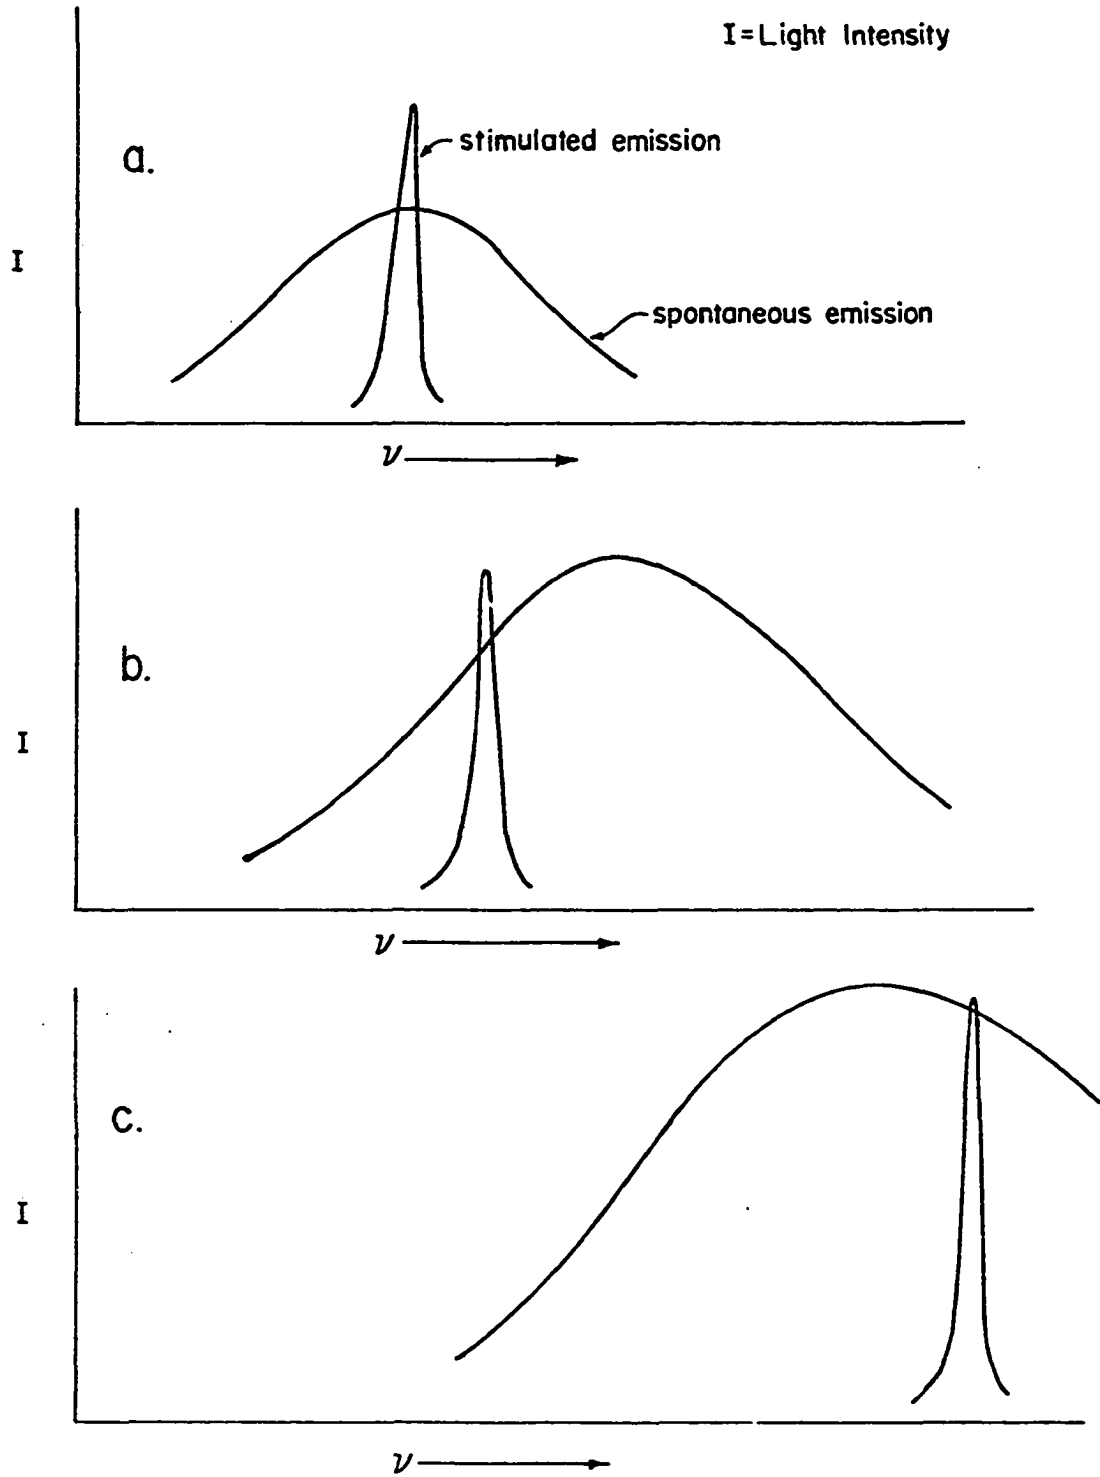 I=Light Intensity
a.
stimulated emission
I
spontaneous emission
ν
b.
I
ν
c.
I
ν